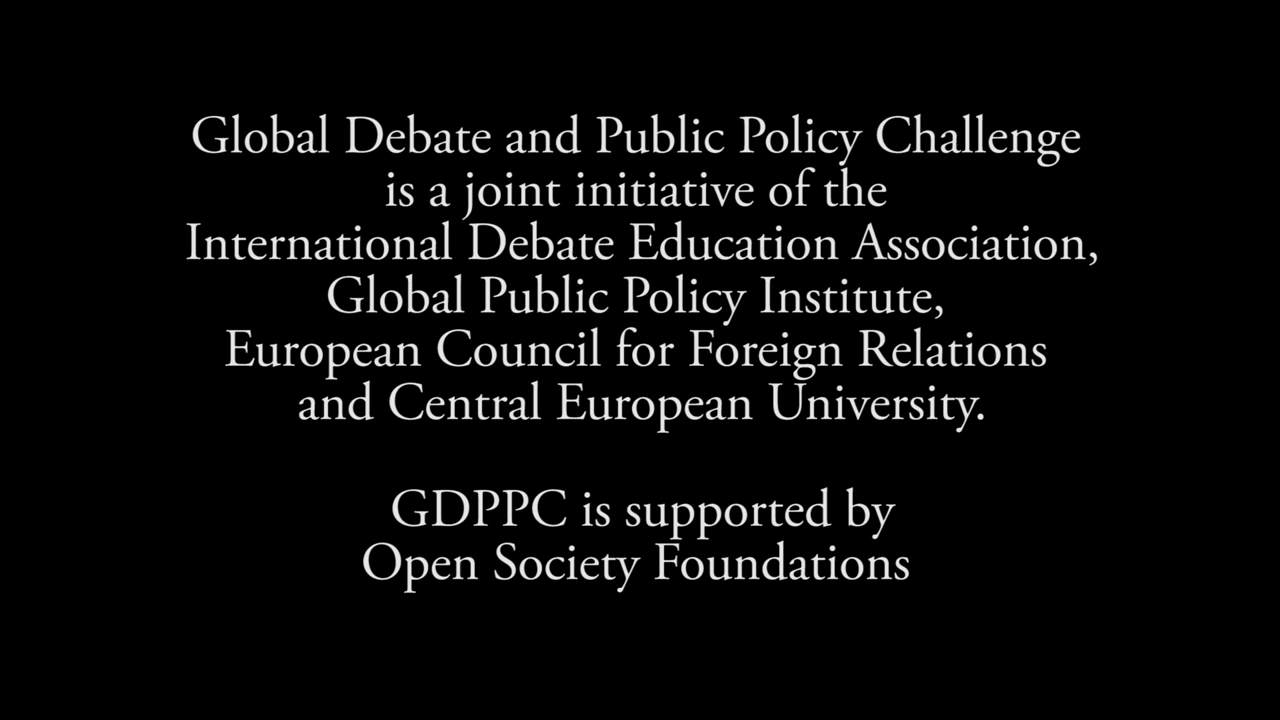 Global Debate and Public Policy Challenge
is a joint initiative of the
International Debate Education Association,
Global Public Policy Institute,
European Council for Foreign Relations
and Central European University.
GDPPC is supported by
Open Society Foundations